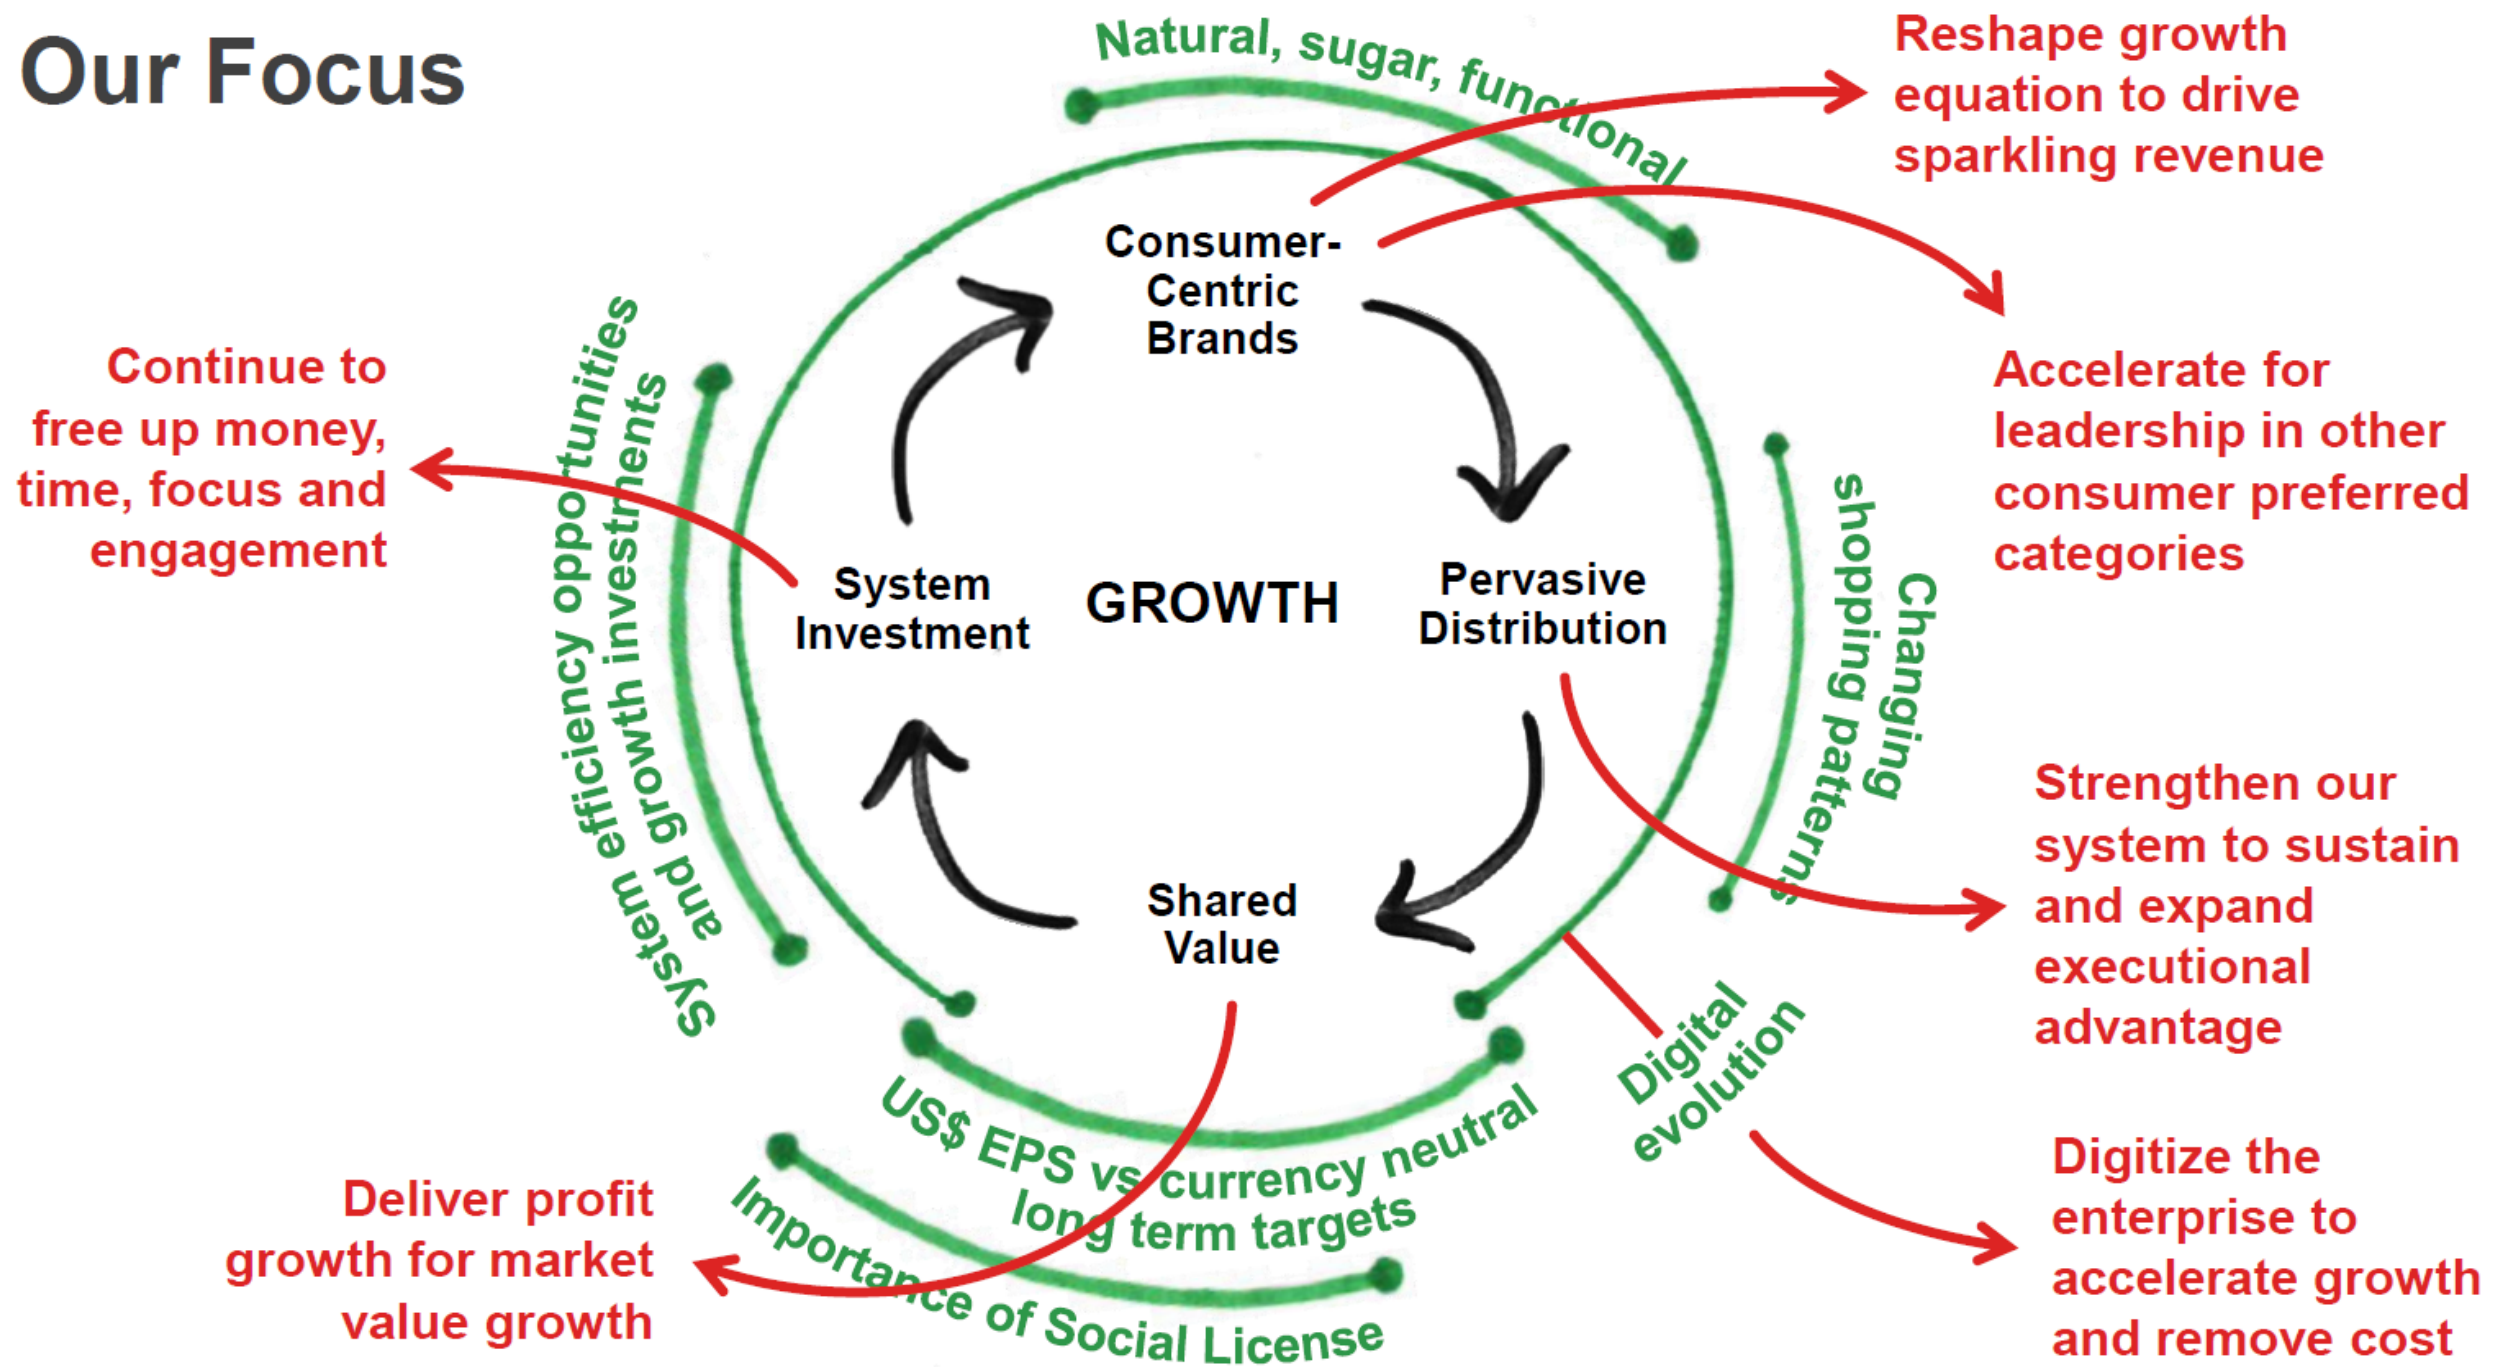 Our Focus
Natural, sugar, functional
Reshape growth
equation to drive
sparkling revenue
Consumer-
Centric
Brands
Accelerate for
leadership in other
consumer preferred
categories
Continue to
free up money,
time, focus and
engagement
System efficiency opportunities
and growth investments
System
Investment
GROWTH
Pervasive
Distribution
Changing
shopping patterns
Strengthen our
system to sustain
and expand
executional
advantage
Shared
Value
Digital
evolution
US$ EPS vs currency neutral
long term targets
Importance of Social License
Deliver profit
growth for market
value growth
Digitize the
enterprise to
accelerate growth
and remove cost